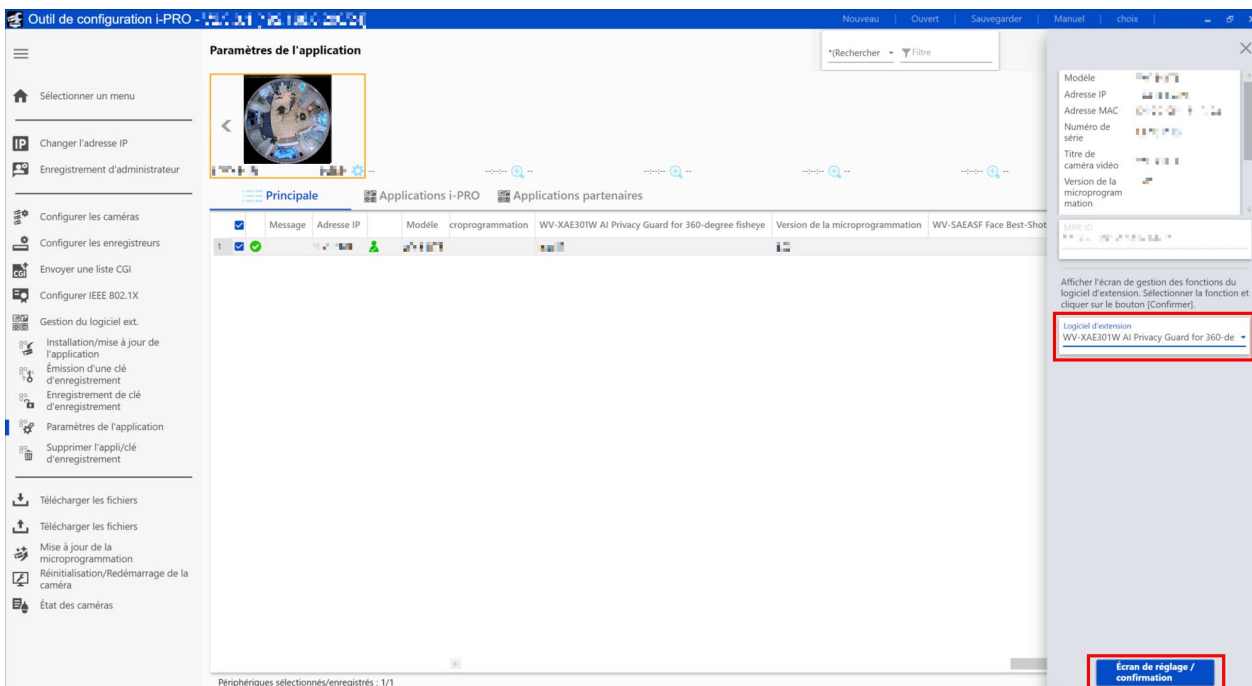 Outil de configuration i-PRO -
Nouveau | Ouvert | Sauvegarder | Manuel | choix |
Paramètres de l'application
*(Rechercher
Filtre
Sélectionner un menu
Changer l'adresse IP
Enregistrement d'administrateur
Configurer les caméras
Configurer les enregistreurs
Envoyer une liste CGI
Configurer IEEE 802.1X
Gestion du logiciel ext.
Installation/mise à jour de
l'application
Émission d'une clé
d'enregistrement
Enregistrement de clé
d'enregistrement
Paramètres de l'application
Supprimer l'appli/clé
d'enregistrement
Télécharger les fichiers
Télécharger les fichiers
Mise à jour de la
microprogrammation
Réinitialisation/Redémarrage de la
caméra
État des caméras
--
--:--:-- --
--:--:-- --
--:--:-- --
--:--:-- --
Principale
Applications i-PRO
Applications partenaires
Message Adresse IP Modèle croprogrammation WV-XAE301W AI Privacy Guard for 360-degree fisheye Version de la microprogrammation WV-SAEASF Face Best-Shot
1
Périphériques sélectionnés/enregistrés : 1/1
Modèle
Adresse IP
Adresse MAC
Numéro de
série
Titre de
caméra vidéo
Version de la
microprogram
mation
MPR ID:
Afficher l'écran de gestion des fonctions du
logiciel d'extension. Sélectionner la fonction et
cliquer sur le bouton [Confirmer].
Logiciel d'extension
WV-XAE301W AI Privacy Guard for 360-de
Écran de réglage /
confirmation